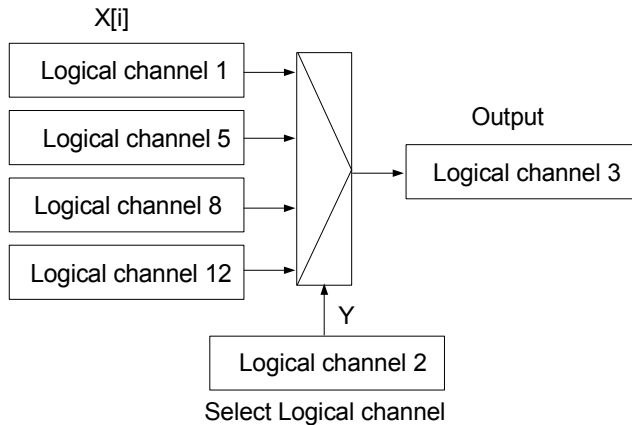 X[i]
Logical channel 1
Logical channel 5
Logical channel 8
Logical channel 12
Output
Logical channel 3
Y
Logical channel 2
Select Logical channel